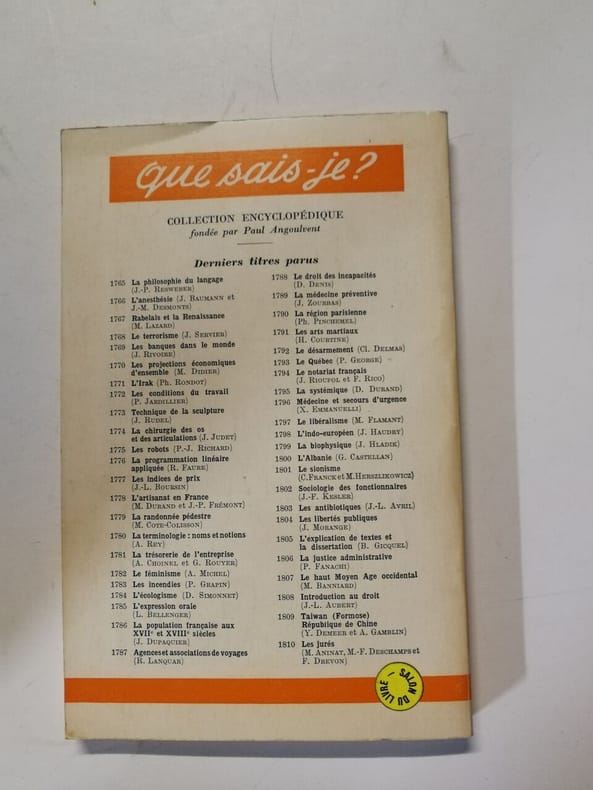 que sais-je?
COLLECTION ENCYCLOPÉDIQUE
fondée par Paul Angoulvent
Derniers titres parus
1765 La philosophie du langage
(J.-P. RESWEBER)
1766 L'anesthésie (J. BAUMANN et
J.-M. DESMONTS)
1767 Rabelais et la Renaissance
(M. LAZARD)
1768 Le terrorisme (J. SERVIER)
1769 Les banques dans le monde
(J. RIVOIRE)
1770 Les projections économiques
d'ensemble (M. DIDIER)
1771 L'Irak (Ph. RONDOT)
1772 Les conditions du travail
(P. JARDILLIER)
1773 Technique de la sculpture
(J. RUDEL)
1774 La chirurgie des os
et des articulations (J. JUDET)
1775 Les robots (P.-J. RICHARD)
1776 La programmation linéaire
appliquée (R. FAURE)
1777 Les indices de prix
(J.-L. BOURSIN)
1778 L'artisanat en France
(M. DURAND et J.-P. FRÉMONT)
1779 La randonnée pédestre
(M. COTE-COLISSON)
1780 La terminologie : noms et notions
(A. REY)
1781 La trésorerie de l'entreprise
(A. CHOINEL et G. ROUYER)
1782 Le féminisme (A. MICHEL)
1783 Les incendies (P. GRAPIN)
1784 L'écologisme (D. SIMONNET)
1785 L'expression orale
(L. BELLENGER)
1786 La population française aux
XVIIe et XVIIIe siècles
(J. DUPAQUIER)
1787 Agences et associations de voyages
(R. LANQUAR)
1788 Le droit des incapacités
(D. DENIS)
1789 La médecine préventive
(J. ZOURBAS)
1790 La région parisienne
(Ph. PINCHEMEL)
1791 Les arts martiaux
(H. COURTINE)
1792 Le désarmement (Cl. DELMAS)
1793 Le Québec (P. GEORGE)
1794 Le notariat français
(J. RIOUFOL et F. RICO)
1795 La systémique (D. DURAND)
1796 Médecine et secours d'urgence
(X. EMMANUELLI)
1797 Le libéralisme (M. FLAMANT)
1798 L'indo-européen (J. HAUDRY)
1799 La biophysique (J. HLADIK)
1800 L'Albanie (G. CASTELLAN)
1801 Le sionisme
(C.FRANCK et M.HERSZLIKOWICZ)
1802 Sociologie des fonctionnaires
(J.-F. KESLER)
1803 Les antibiotiques (J.-L. AVRIL)
1804 Les libertés publiques
(J. MORANGE)
1805 L'explication de textes et
la dissertation (B. GICQUEL)
1806 La justice administrative
(P. FANACHI)
1807 Le haut Moyen Age occidental
(M. BANNIARD)
1808 Introduction au droit
(J.-L. AUBERT)
1809 Taiwan (Formose)
République de Chine
(Y. DEMEER et A. GAMBLIN)
1810 Les jurés
(M. ANINAT, M.-F. DESCHAMPS et
F. DREVON)
SALON DU LIVRE –